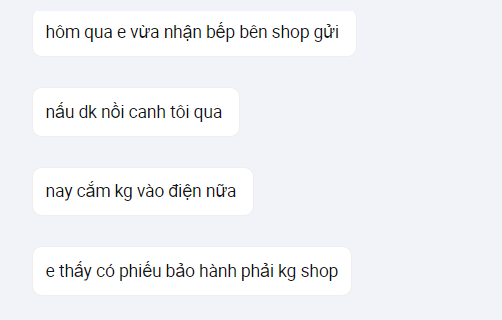 hôm qua e vừa nhận bếp bên shop gửi
nấu dk nồi canh tôi qua
nay cắm kg vào điện nữa
e thấy có phiếu bảo hành phải kg shop